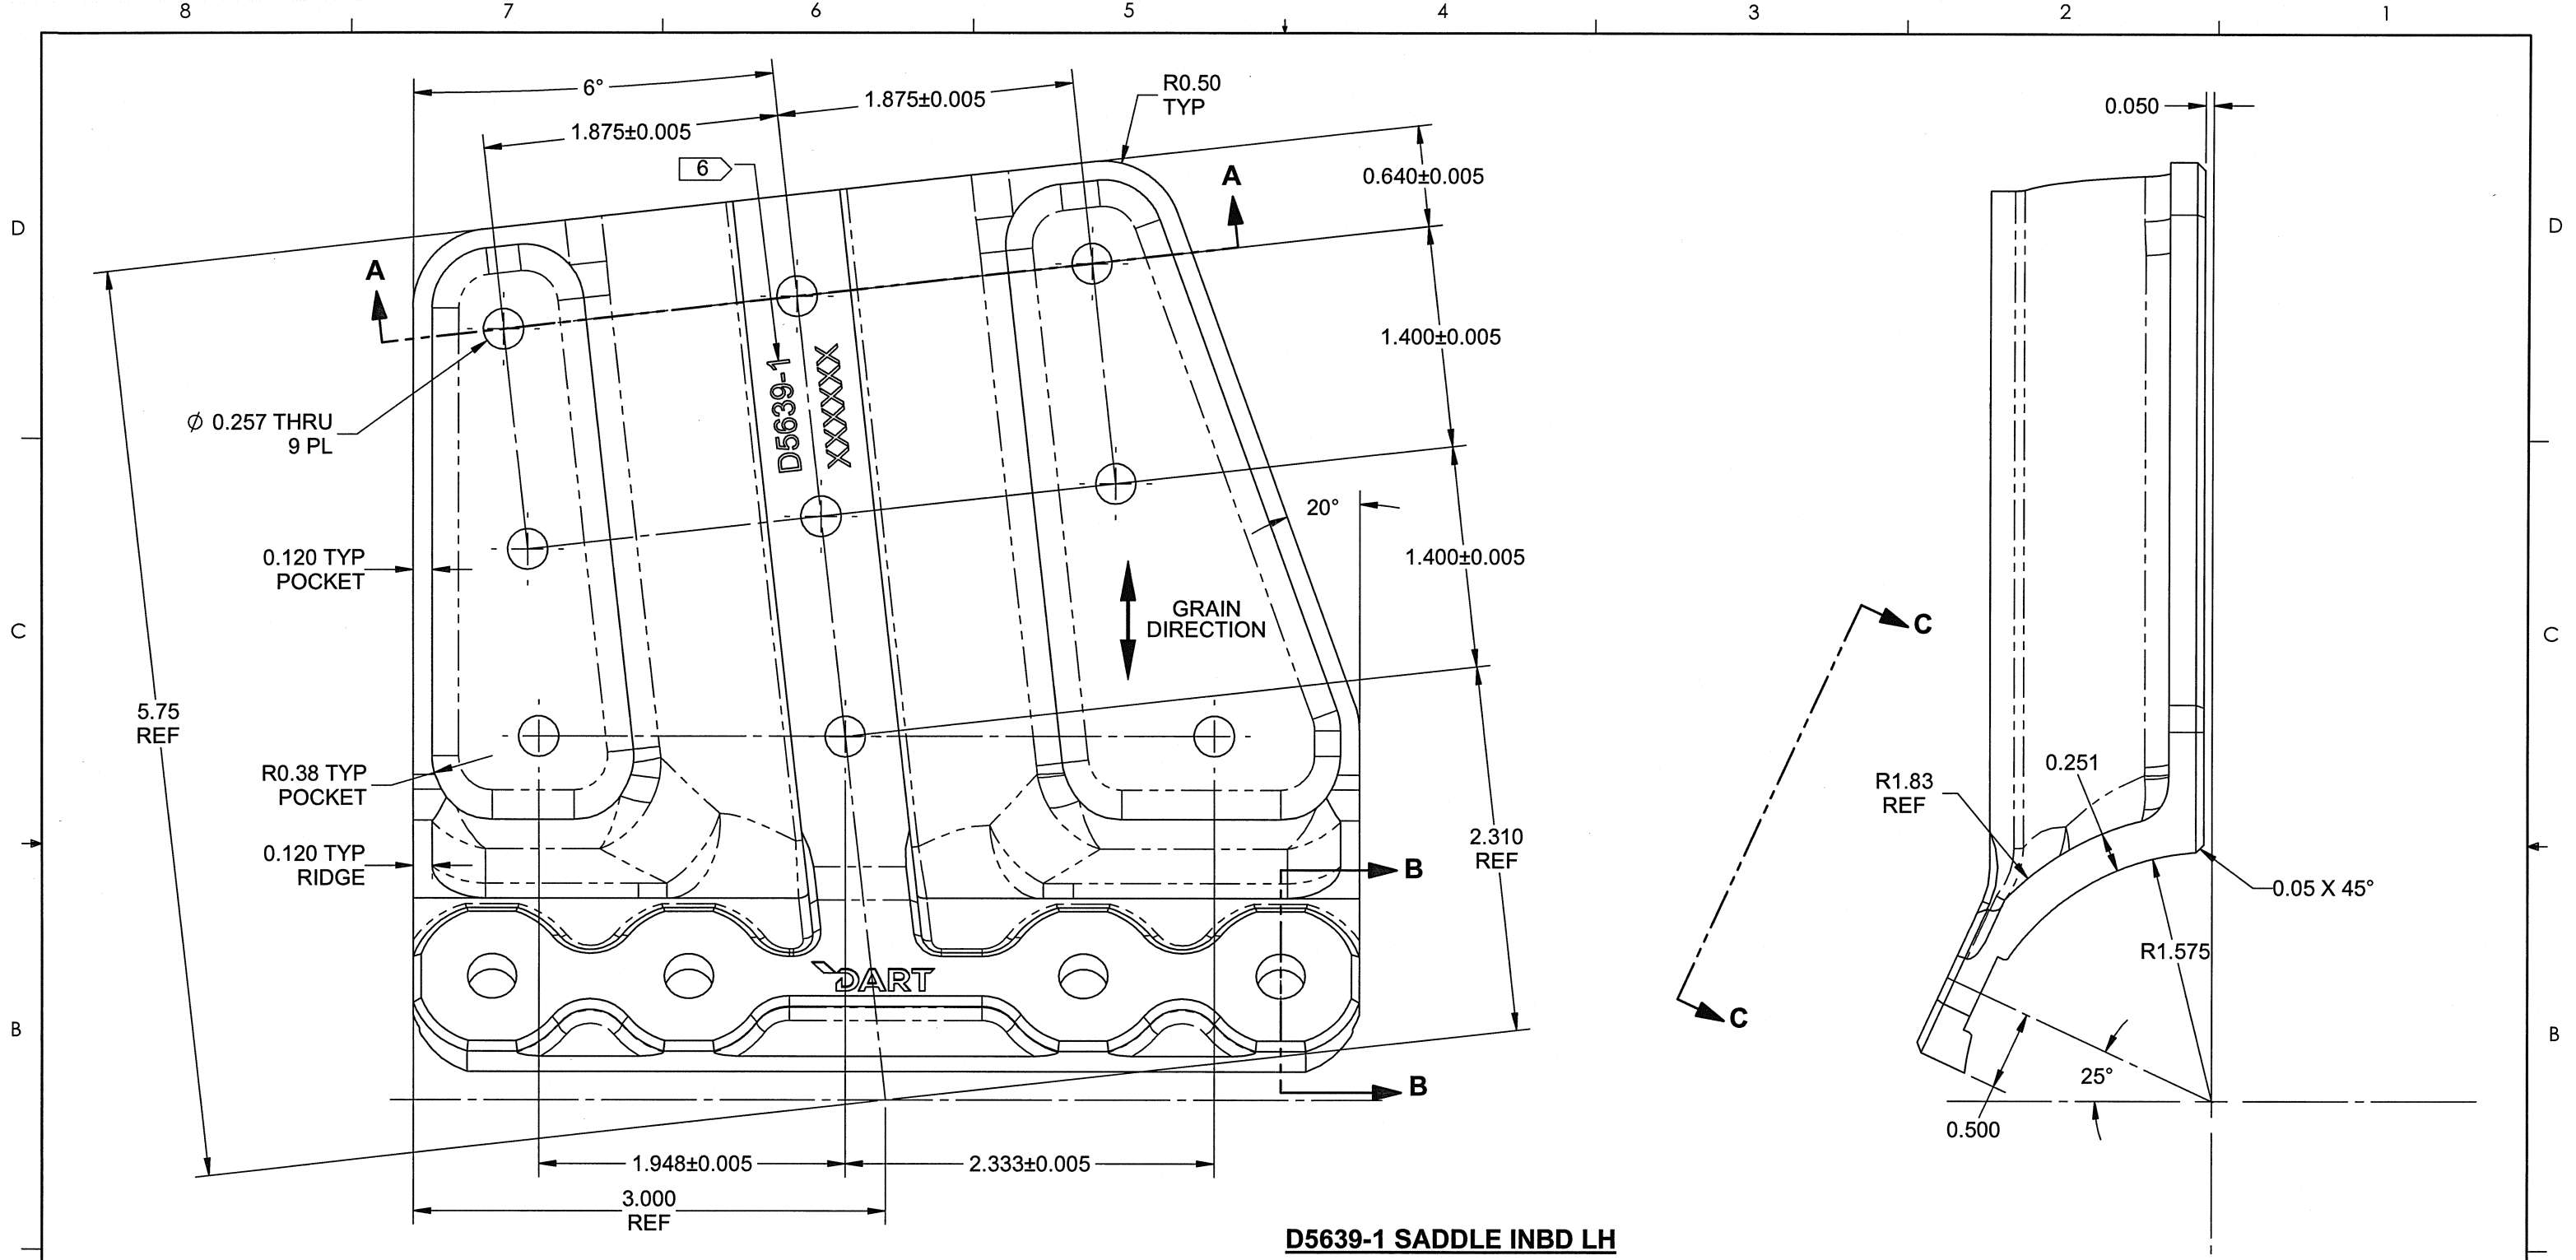 8 7 6 5 4 3 2 1
6°
1.875±0.005
1.875±0.005
R0.50
TYP
0.050
6
A
0.640±0.005
D
D
A
1.400±0.005
D5639-1
XXXXXXX
Ø 0.257 THRU
9 PL
20°
0.120 TYP
POCKET
1.400±0.005
GRAIN
DIRECTION
C
C
C
5.75
REF
R0.38 TYP
POCKET
0.251
R1.83
REF
2.310
REF
0.120 TYP
RIDGE
B
0.05 X 45°
R1.575
DART
C
B
B
25°
B
0.500
1.948±0.005
2.333±0.005
3.000
REF
D5639-1 SADDLE INBD LH